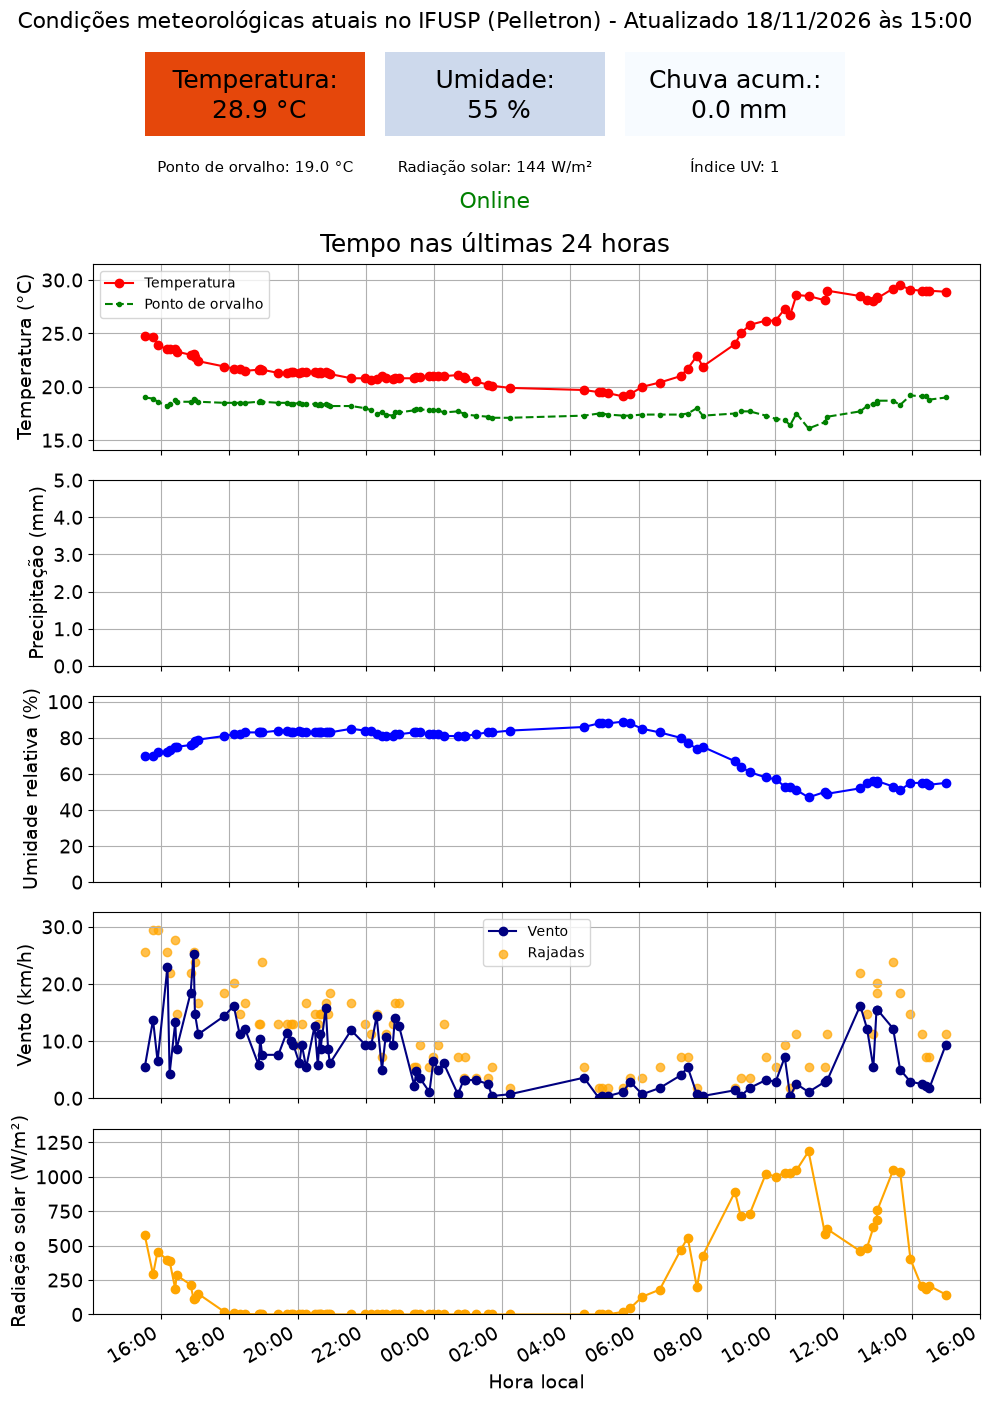 Condições meteorológicas atuais no IFUSP (Pelletron) - Atualizado 18/11/2026 às 15:00
Temperatura:
28.9 °C
Umidade:
55 %
Chuva acum.:
0.0 mm
Ponto de orvalho: 19.0 °C
Radiação solar: 144 W/m²
Índice UV: 1
Online
Tempo nas últimas 24 horas
Temperatura (°C)
30.0
25.0
20.0
15.0
Temperatura
Ponto de orvalho
Precipitação (mm)
5.0
4.0
3.0
2.0
1.0
0.0
Umidade relativa (%)
100
80
60
40
20
0
Vento (km/h)
30.0
20.0
10.0
0.0
Vento
Rajadas
Radiação solar (W/m²)
1250
1000
750
500
250
0
16:00 18:00 20:00 22:00 00:00 02:00 04:00 06:00 08:00 10:00 12:00 14:00 16:00
Hora local